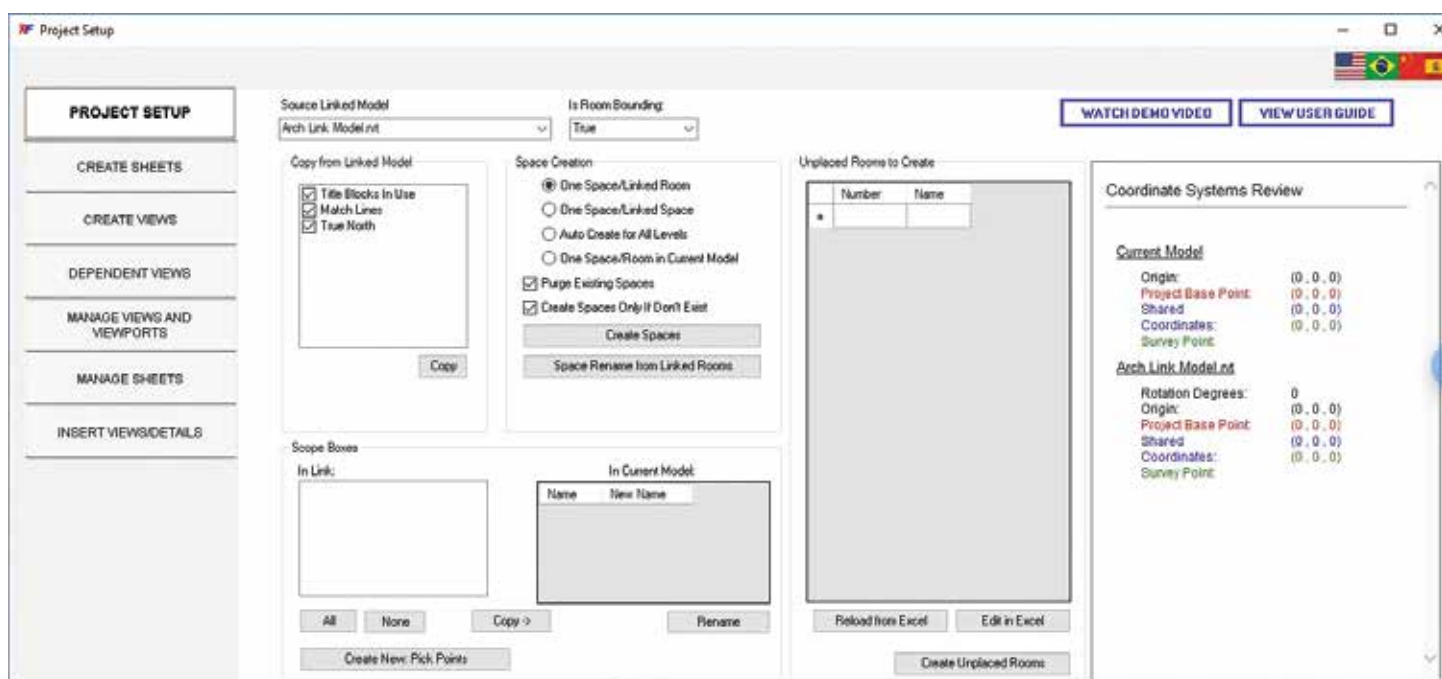 Project Setup
PROJECT SETUP
CREATE SHEETS
CREATE VIEWS
DEPENDENT VIEWS
MANAGE VIEWS AND
VIEWPORTS
MANAGE SHEETS
INSERT VIEWS/DETAILS
Source Linked Model
Arch Link Model.rvt
Is Room Bounding:
True
WATCH DEMO VIDEO
VIEW USER GUIDE
Copy from Linked Model
Title Blocks In Use
Match Lines
True North
Copy
Space Creation
One Space/Linked Room
One Space/Linked Space
Auto Create for All Levels
One Space/Room in Current Model
Purge Existing Spaces
Create Spaces Only If Don't Exist
Create Spaces
Space Rename from Linked Rooms
Scope Boxes
In Link:
In Current Model:
Name New Name
All
None
Copy ->
Rename
Create New: Pick Points
Unplaced Rooms to Create
Number Name
Reload from Excel
Edit in Excel
Create Unplaced Rooms
Coordinate Systems Review
Current Model
Origin: (0, 0, 0)
Project Base Point: (0, 0, 0)
Shared (0, 0, 0)
Coordinates: (0, 0, 0)
Survey Point:
Arch Link Model.rvt
Rotation Degrees: 0
Origin: (0, 0, 0)
Project Base Point: (0, 0, 0)
Shared (0, 0, 0)
Coordinates: (0, 0, 0)
Survey Point: